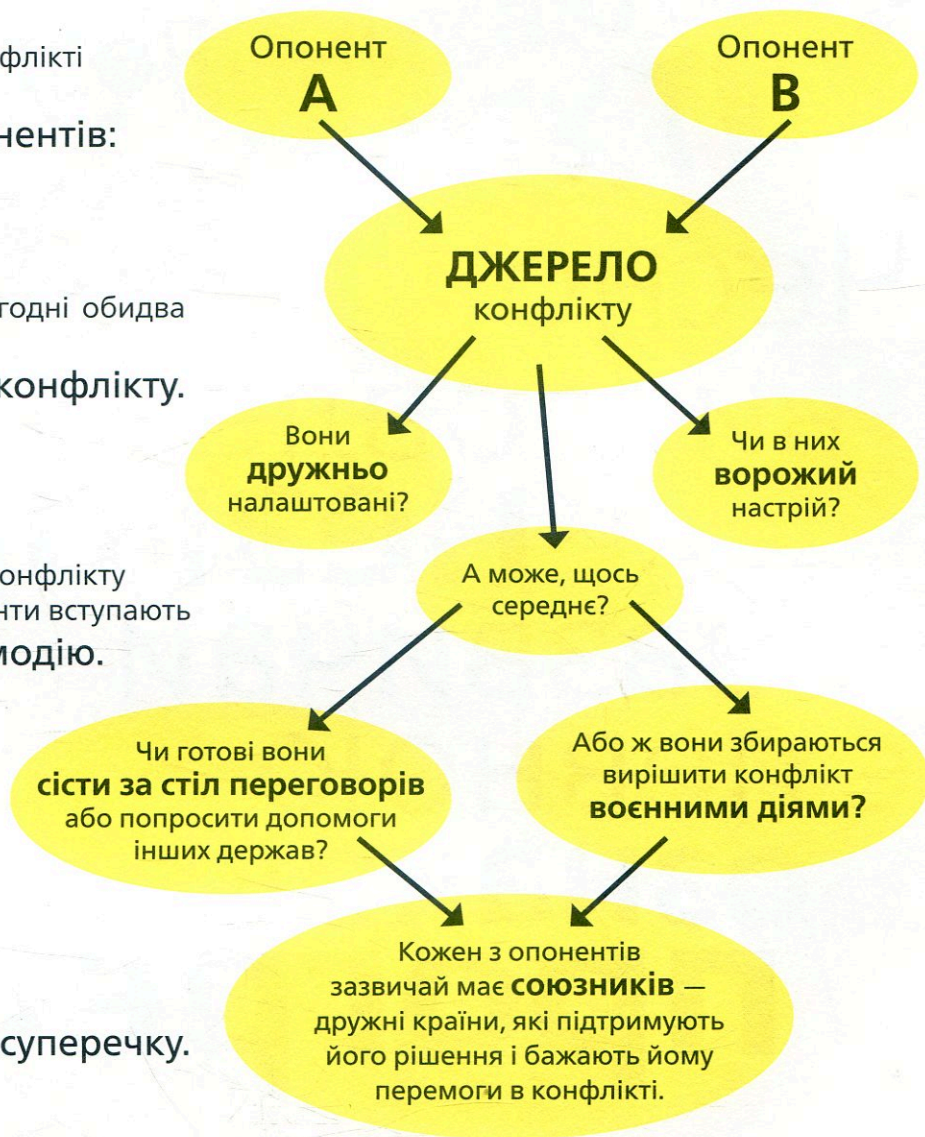 флікті
нентів:
годні обидва
конфлікту.
онфлікту
нти вступають
модію.
суперечку.
Опонент
А
Опонент
В
ДЖЕРЕЛО
конфлікту
Вони
дружньо
налаштовані?
Чи в них
ворожий
настрій?
А може, щось
середнє?
Чи готові вони
сісти за стіл переговорів
або попросити допомоги
інших держав?
Або ж вони збираються
вирішити конфлікт
воєнними діями?
Кожен з опонентів
зазвичай має союзників —
дружні країни, які підтримують
його рішення і бажають йому
перемоги в конфлікті.